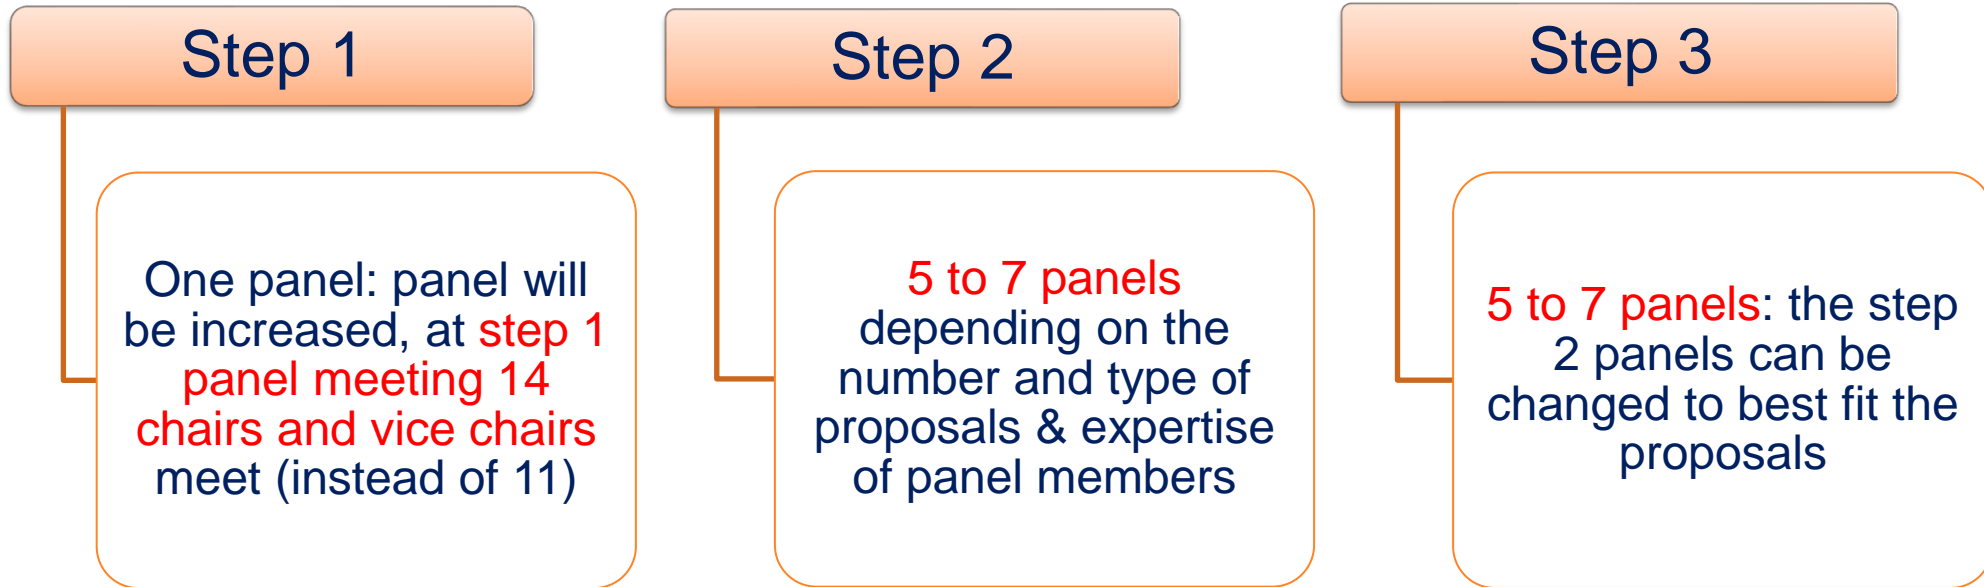 Step 1
One panel: panel will
be increased, at step 1
panel meeting 14
chairs and vice chairs
meet (instead of 11)
Step 2
5 to 7 panels
depending on the
number and type of
proposals & expertise
of panel members
Step 3
5 to 7 panels: the step
2 panels can be
changed to best fit the
proposals